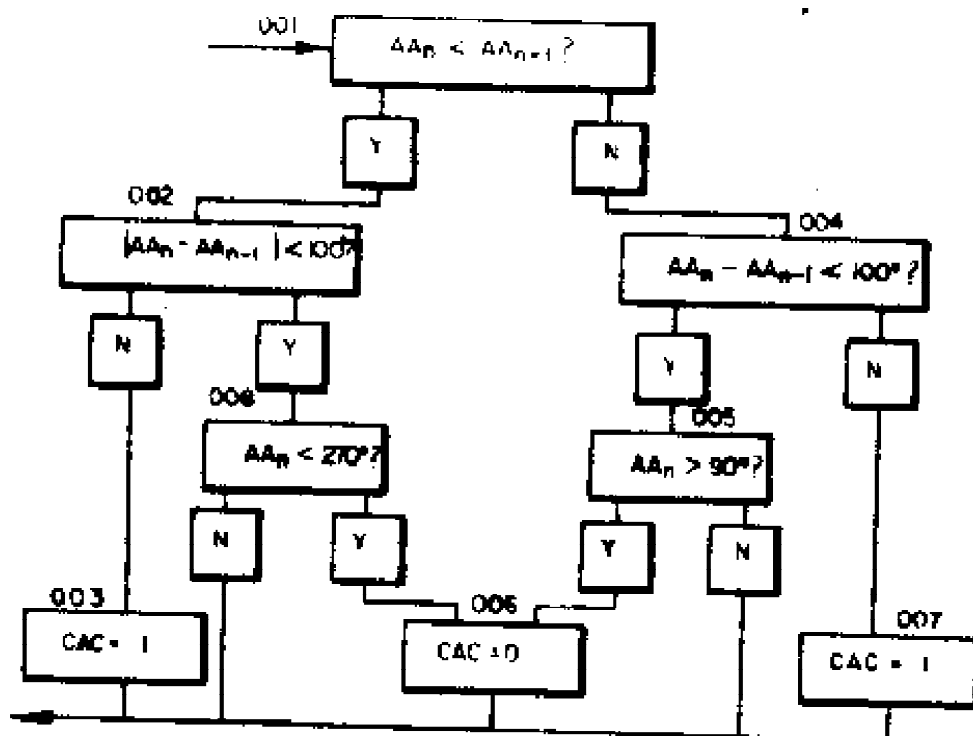 001
AAn < AAn-1 ?
Y
N
002
|AAn - AAn-1 | < 100°?
004
AAn - AAn-1 < 100° ?
N
Y
Y
N
008
AAn < 270°?
005
AAn > 90°?
N
Y
Y
N
003
CAC = 1
006
CAC = 0
007
CAC = 1